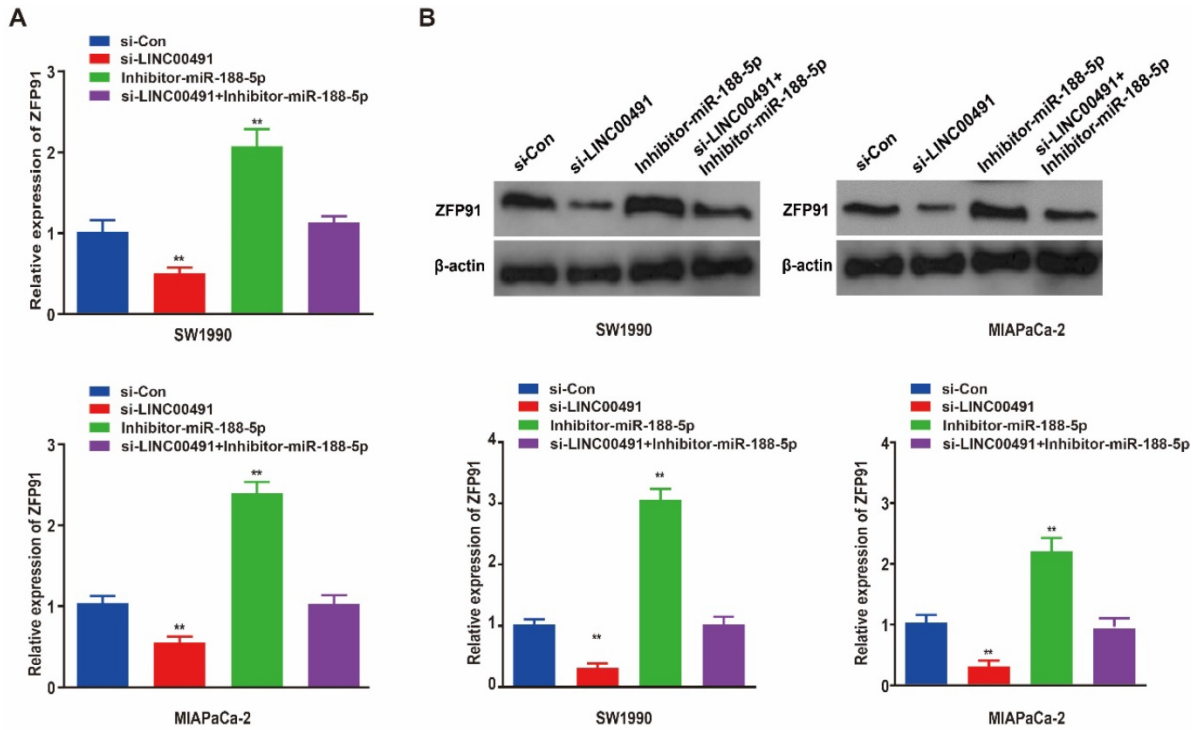 A
si-Con
si-LINC00491
Inhibitor-miR-188-5p
si-LINC00491+Inhibitor-miR-188-5p
Relative expression of ZFP91
3
2
1
0
**
**
SW1990
si-Con
si-LINC00491
Inhibitor-miR-188-5p
si-LINC00491+Inhibitor-miR-188-5p
Relative expression of ZFP91
3
2
1
0
**
**
MIAPaCa-2
B
si-Con
si-LINC00491
Inhibitor-miR-188-5p
si-LINC00491+
Inhibitor-miR-188-5p
ZFP91
β-actin
SW1990
si-Con
si-LINC00491
Inhibitor-miR-188-5p
si-LINC00491+
Inhibitor-miR-188-5p
ZFP91
β-actin
MIAPaCa-2
si-Con
si-LINC00491
Inhibitor-miR-188-5p
si-LINC00491+Inhibitor-miR-188-5p
Relative expression of ZFP91
4
3
2
1
0
**
**
SW1990
si-Con
si-LINC00491
Inhibitor-miR-188-5p
si-LINC00491+Inhibitor-miR-188-5p
Relative expression of ZFP91
4
3
2
1
0
**
**
MIAPaCa-2